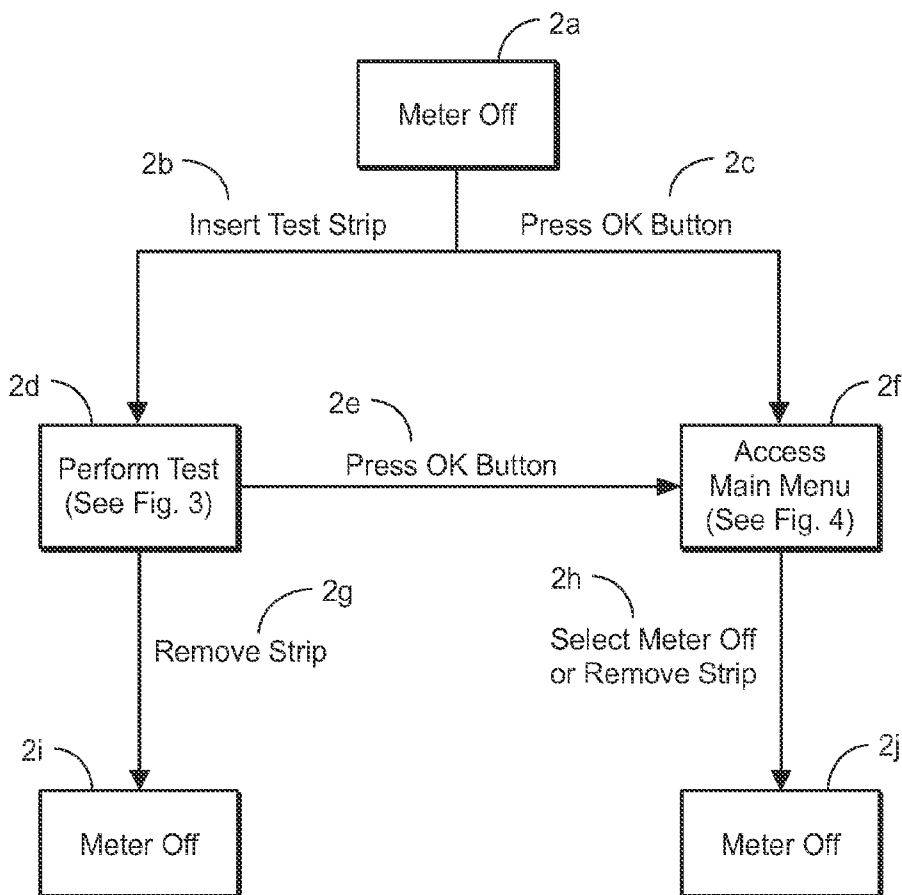 2a
Meter Off
2b
2c
Insert Test Strip
Press OK Button
2d
2e
2f
Perform Test
(See Fig. 3)
Press OK Button
Access
Main Menu
(See Fig. 4)
2g
2h
Remove Strip
Select Meter Off
or Remove Strip
2i
2j
Meter Off
Meter Off